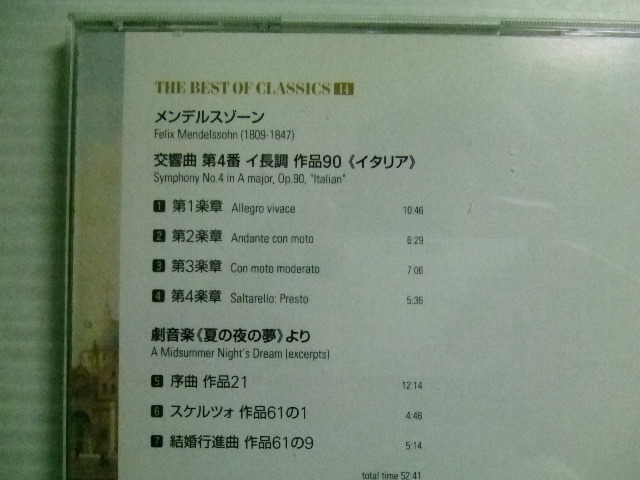 THE BEST OF CLASSICS 14
メンデルスゾーン
Felix Mendelssohn (1809-1847)
交響曲 第4番 イ長調 作品90《イタリア》
Symphony No.4 in A major, Op.90, "Italian"
1 第1楽章 Allegro vivace 10:46
2 第2楽章 Andante con moto 6:29
3 第3楽章 Con moto moderato 7:06
4 第4楽章 Saltarello: Presto 5:36
劇音楽《夏の夜の夢》より
A Midsummer Night's Dream (excerpts)
5 序曲 作品21 12:14
6 スケルツォ 作品61の1 4:48
7 結婚行進曲 作品61の9 5:14
total time 52:41